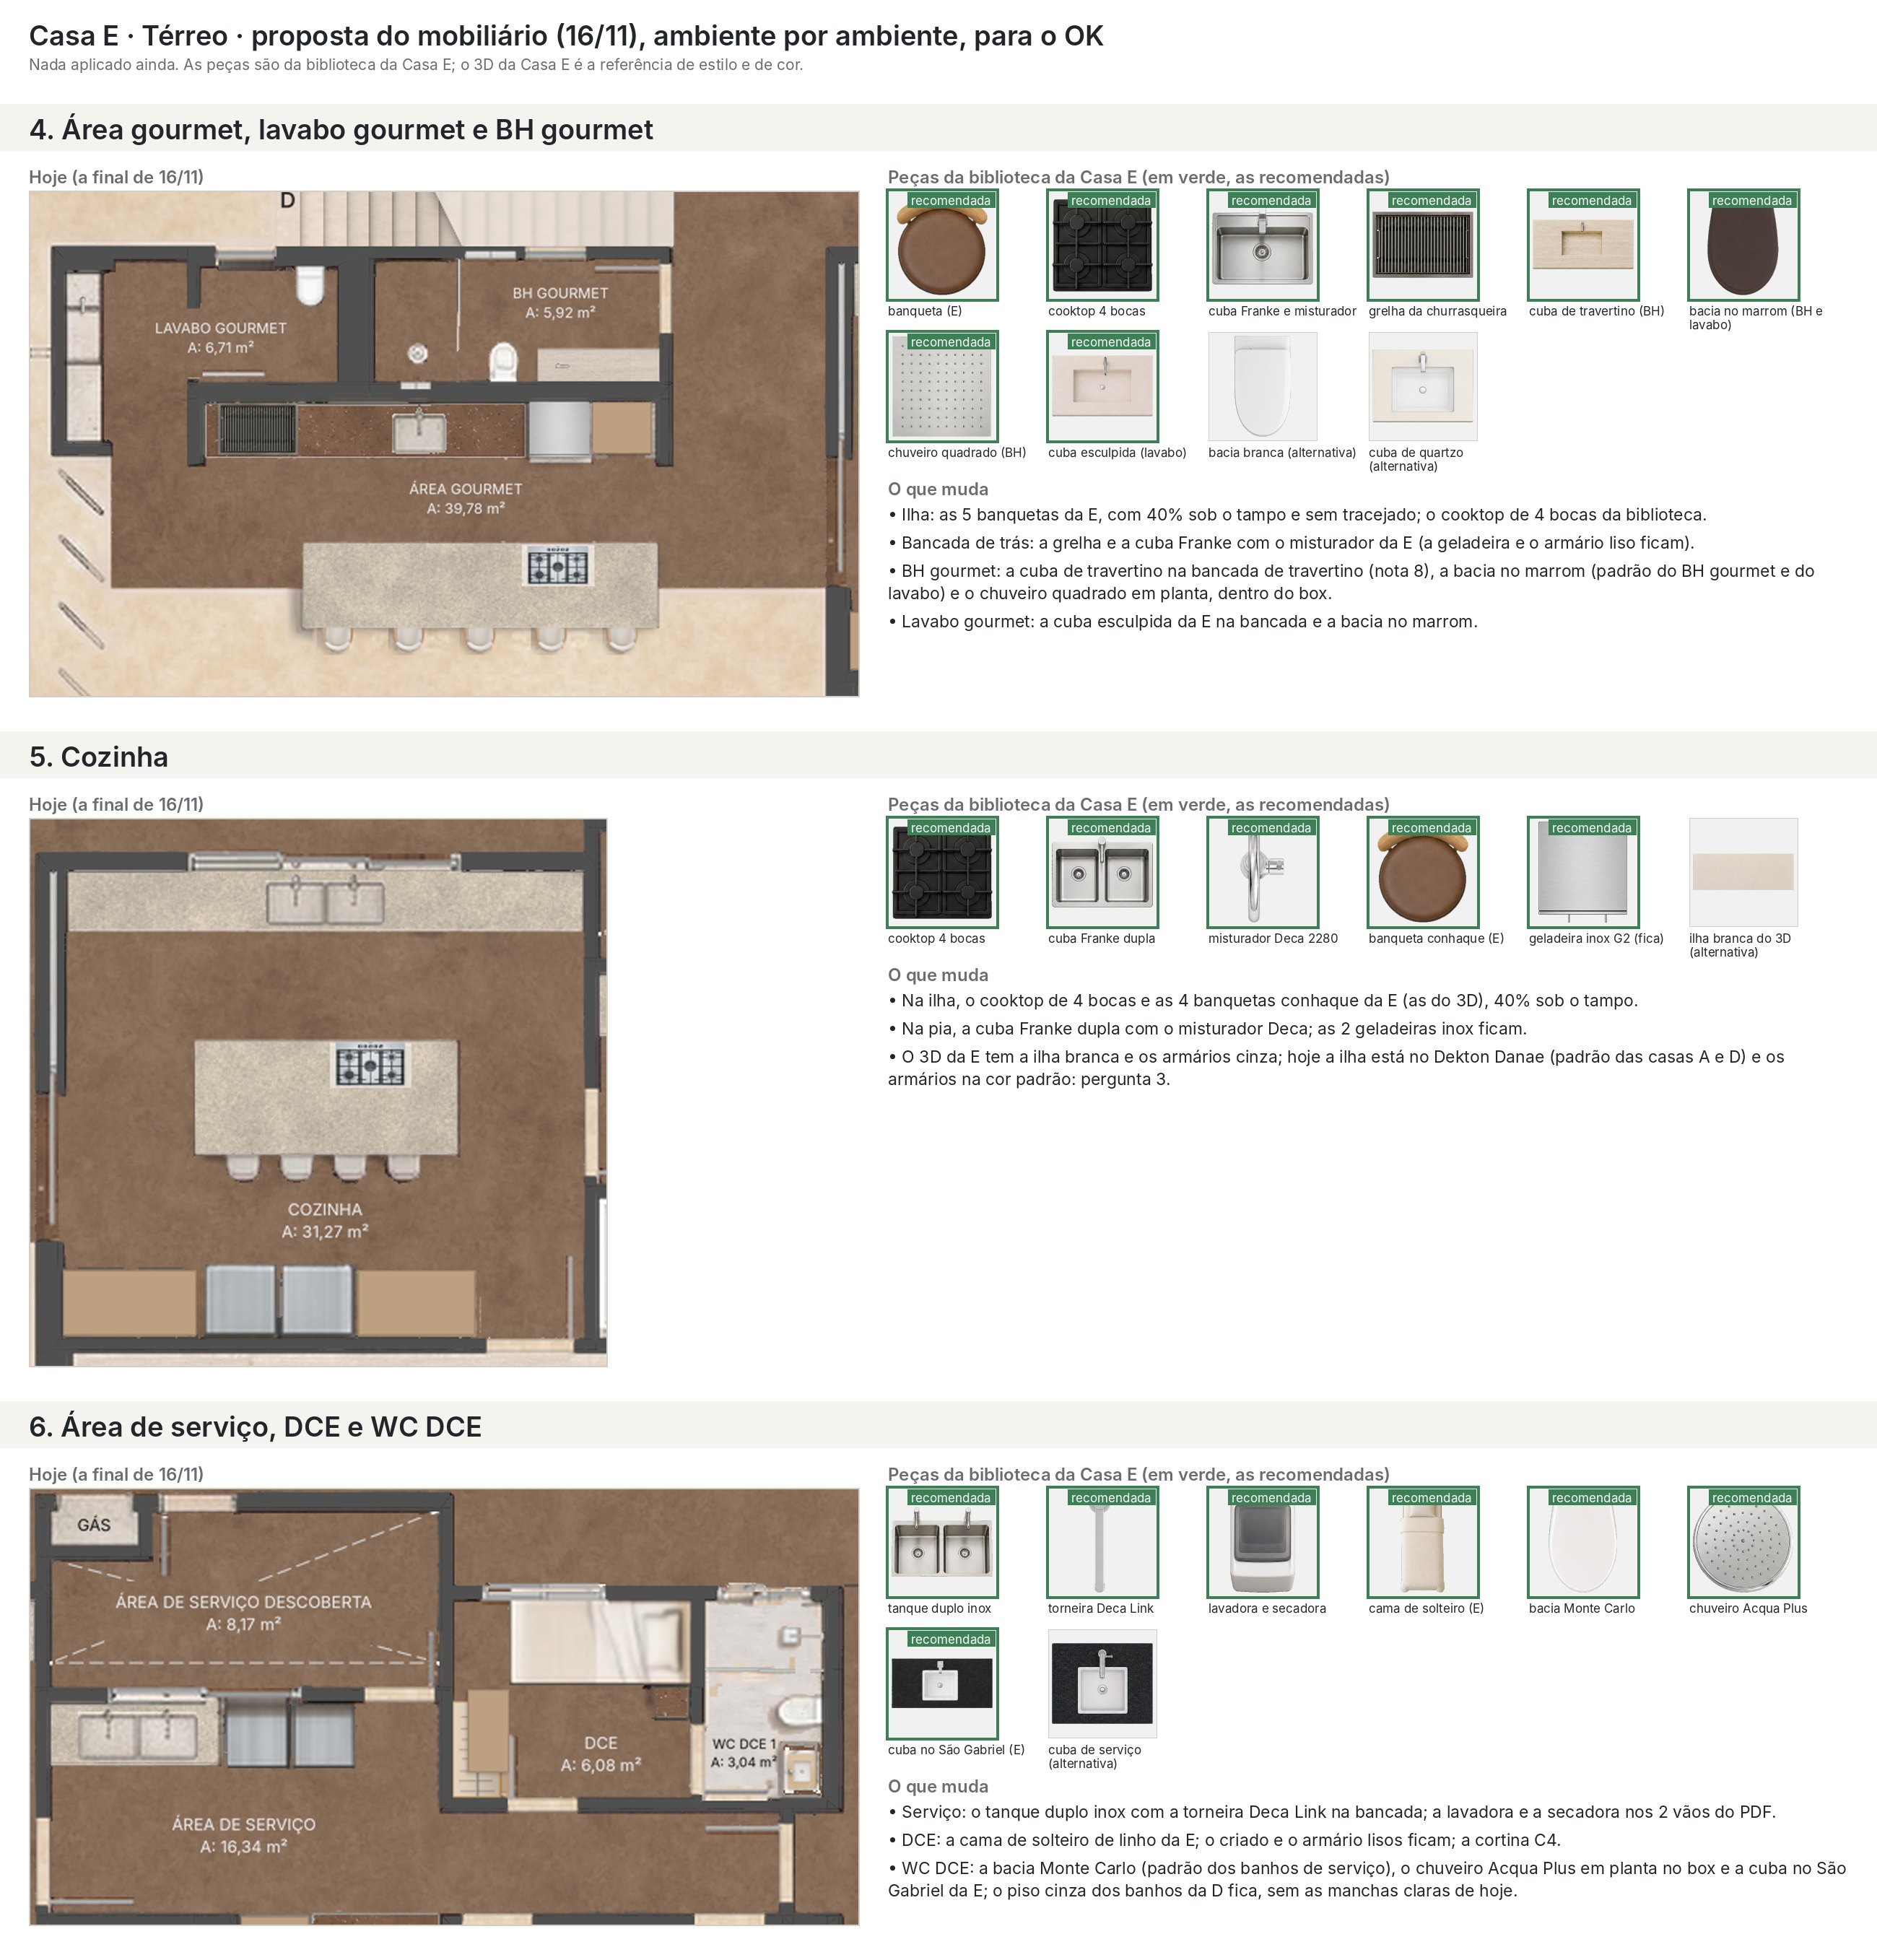 Casa E · Térreo · proposta do mobiliário (16/11), ambiente por ambiente, para o OK
Nada aplicado ainda. As peças são da biblioteca da Casa E; o 3D da Casa E é a referência de estilo e de cor.
4. Área gourmet, lavabo gourmet e BH gourmet
Hoje (a final de 16/11)
D
LAVABO GOURMET
A: 6,71 m²
BH GOURMET
A: 5,92 m²
ÁREA GOURMET
A: 39,78 m²
Peças da biblioteca da Casa E (em verde, as recomendadas)
recomendada
recomendada
recomendada
recomendada
recomendada
recomendada
banqueta (E)
cooktop 4 bocas
cuba Franke e misturador
grelha da churrasqueira
cuba de travertino (BH)
bacia no marrom (BH e
lavabo)
recomendada
recomendada
chuveiro quadrado (BH)
cuba esculpida (lavabo)
bacia branca (alternativa)
cuba de quartzo
(alternativa)
O que muda
• Ilha: as 5 banquetas da E, com 40% sob o tampo e sem tracejado; o cooktop de 4 bocas da biblioteca.
• Bancada de trás: a grelha e a cuba Franke com o misturador da E (a geladeira e o armário liso ficam).
• BH gourmet: a cuba de travertino na bancada de travertino (nota 8), a bacia no marrom (padrão do BH gourmet e do
lavabo) e o chuveiro quadrado em planta, dentro do box.
• Lavabo gourmet: a cuba esculpida da E na bancada e a bacia no marrom.
5. Cozinha
Hoje (a final de 16/11)
COZINHA
A: 31,27 m²
Peças da biblioteca da Casa E (em verde, as recomendadas)
recomendada
recomendada
recomendada
recomendada
recomendada
cooktop 4 bocas
cuba Franke dupla
misturador Deca 2280
banqueta conhaque (E)
geladeira inox G2 (fica)
ilha branca do 3D
(alternativa)
O que muda
• Na ilha, o cooktop de 4 bocas e as 4 banquetas conhaque da E (as do 3D), 40% sob o tampo.
• Na pia, a cuba Franke dupla com o misturador Deca; as 2 geladeiras inox ficam.
• O 3D da E tem a ilha branca e os armários cinza; hoje a ilha está no Dekton Danae (padrão das casas A e D) e os
armários na cor padrão: pergunta 3.
6. Área de serviço, DCE e WC DCE
Hoje (a final de 16/11)
GÁS
ÁREA DE SERVIÇO DESCOBERTA
A: 8,17 m²
DCE
A: 6,08 m²
WC DCE 1
A: 3,04 m²
ÁREA DE SERVIÇO
A: 16,34 m²
Peças da biblioteca da Casa E (em verde, as recomendadas)
recomendada
recomendada
recomendada
recomendada
recomendada
recomendada
tanque duplo inox
torneira Deca Link
lavadora e secadora
cama de solteiro (E)
bacia Monte Carlo
chuveiro Acqua Plus
recomendada
cuba no São Gabriel (E)
cuba de serviço
(alternativa)
O que muda
• Serviço: o tanque duplo inox com a torneira Deca Link na bancada; a lavadora e a secadora nos 2 vãos do PDF.
• DCE: a cama de solteiro de linho da E; o criado e o armário lisos ficam; a cortina C4.
• WC DCE: a bacia Monte Carlo (padrão dos banhos de serviço), o chuveiro Acqua Plus em planta no box e a cuba no São
Gabriel da E; o piso cinza dos banhos da D fica, sem as manchas claras de hoje.